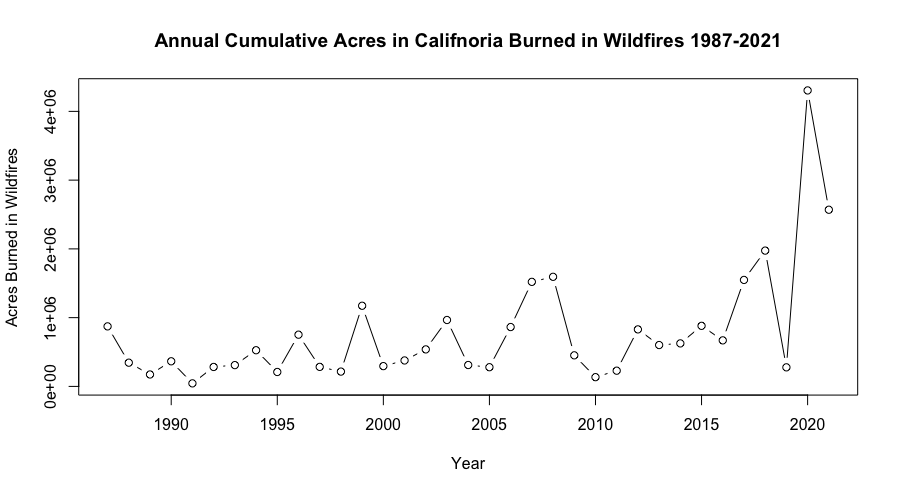 Annual Cumulative Acres in Califnoria Burned in Wildfires 1987-2021
Acres Burned in Wildfires
4e+06
3e+06
2e+06
1e+06
0e+00
1990 1995 2000 2005 2010 2015 2020
Year